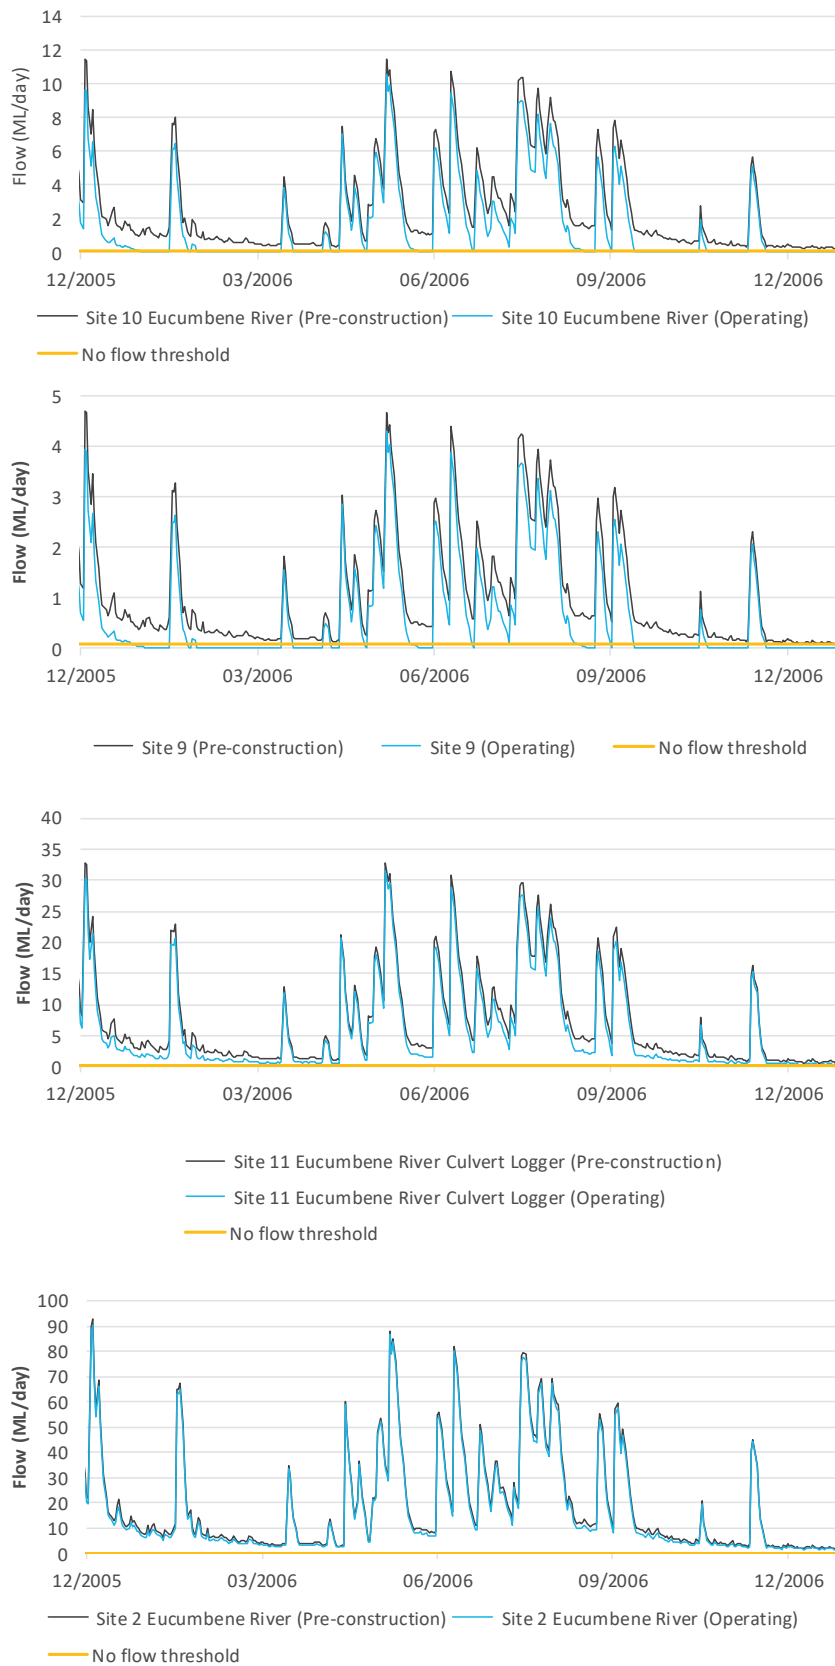 14
12
10
8
6
4
2
0
Flow (ML/day)
12/2005 03/2006 06/2006 09/2006 12/2006
Site 10 Eucumbene River (Pre-construction) Site 10 Eucumbene River (Operating)
No flow threshold
5
4
3
2
1
0
Flow (ML/day)
12/2005 03/2006 06/2006 09/2006 12/2006
Site 9 (Pre-construction) Site 9 (Operating) No flow threshold
40
35
30
25
20
15
10
5
0
Flow (ML/day)
12/2005 03/2006 06/2006 09/2006 12/2006
Site 11 Eucumbene River Culvert Logger (Pre-construction)
Site 11 Eucumbene River Culvert Logger (Operating)
No flow threshold
100
90
80
70
60
50
40
30
20
10
0
Flow (ML/day)
12/2005 03/2006 06/2006 09/2006 12/2006
Site 2 Eucumbene River (Pre-construction) Site 2 Eucumbene River (Operating)
No flow threshold